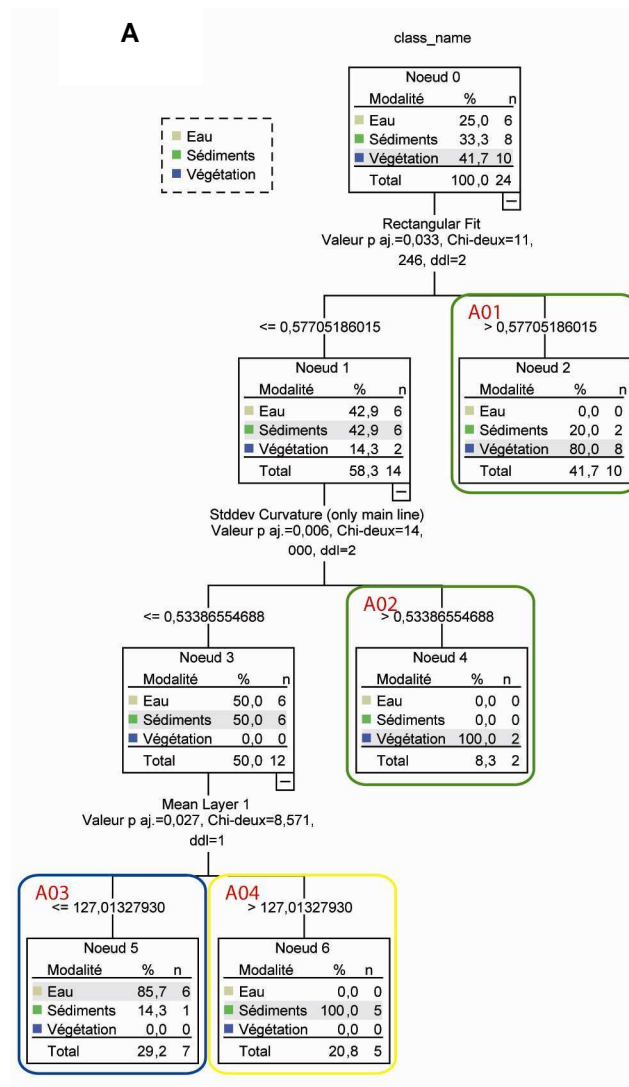 A
class_name
Eau
Sédiments
Végétation
Noeud 0
Modalité % n
Eau 25,0 6
Sédiments 33,3 8
Végétation 41,7 10
Total 100,0 24
Rectangular Fit
Valeur p aj.=0,033, Chi-deux=11,
246, ddl=2
<= 0,57705186015
A01
> 0,57705186015
Noeud 1
Modalité % n
Eau 42,9 6
Sédiments 42,9 6
Végétation 14,3 2
Total 58,3 14
Noeud 2
Modalité % n
Eau 0,0 0
Sédiments 20,0 2
Végétation 80,0 8
Total 41,7 10
Stddev Curvature (only main line)
Valeur p aj.=0,006, Chi-deux=14,
000, ddl=2
<= 0,53386554688
A02
> 0,53386554688
Noeud 3
Modalité % n
Eau 50,0 6
Sédiments 50,0 6
Végétation 0,0 0
Total 50,0 12
Noeud 4
Modalité % n
Eau 0,0 0
Sédiments 0,0 0
Végétation 100,0 2
Total 8,3 2
Mean Layer 1
Valeur p aj.=0,027, Chi-deux=8,571,
ddl=1
A03
<= 127,01327930
A04
> 127,01327930
Noeud 5
Modalité % n
Eau 85,7 6
Sédiments 14,3 1
Végétation 0,0 0
Total 29,2 7
Noeud 6
Modalité % n
Eau 0,0 0
Sédiments 100,0 5
Végétation 0,0 0
Total 20,8 5